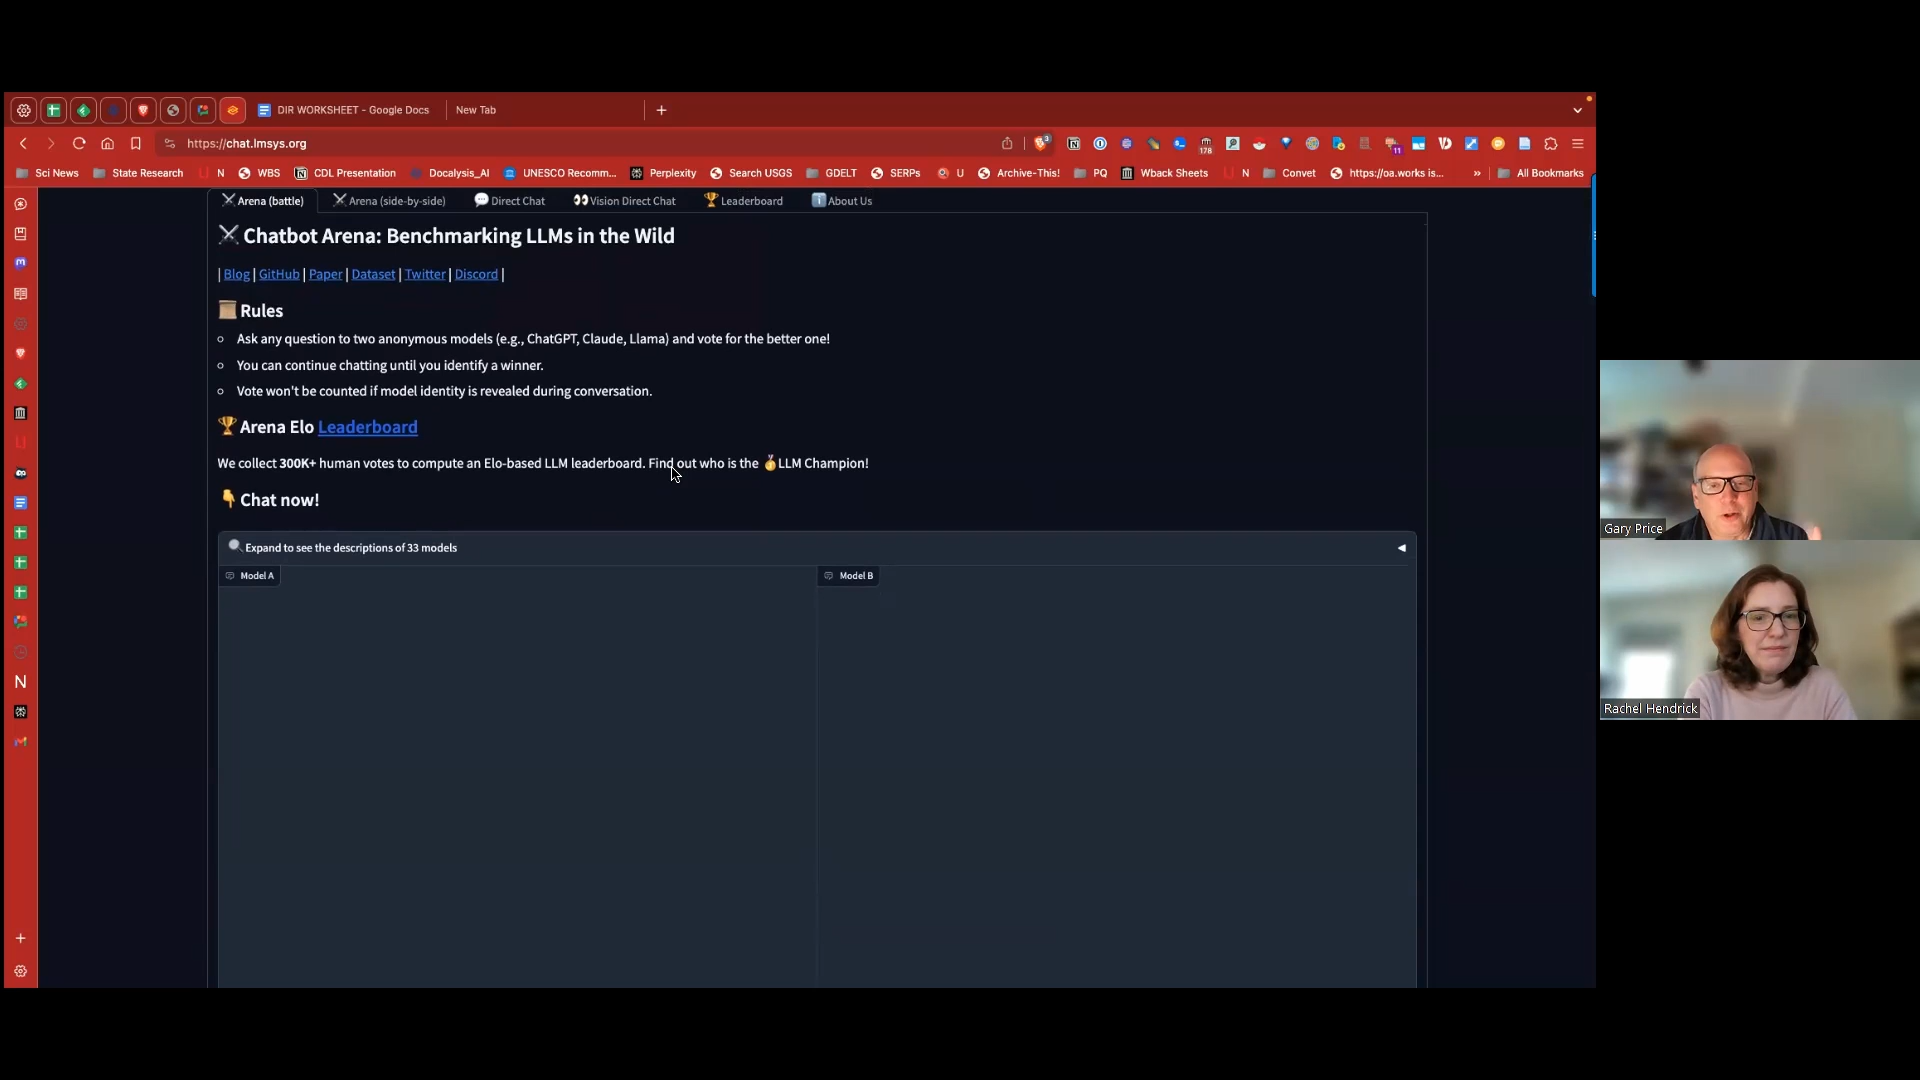 DIR WORKSHEET - Google Docs
New Tab
https://chat.lmsys.org
3
178
11
Sci News
State Research
N
WBS
CDL Presentation
Docalysis_AI
UNESCO Recomm...
Perplexity
Search USGS
GDELT
SERPs
U
Archive-This!
PQ
Wback Sheets
N
Convet
https://oa.works is...
»
All Bookmarks
Arena (battle)
Arena (side-by-side)
Direct Chat
Vision Direct Chat
Leaderboard
About Us
Chatbot Arena: Benchmarking LLMs in the Wild
| Blog | GitHub | Paper | Dataset | Twitter | Discord |
Rules
Ask any question to two anonymous models (e.g., ChatGPT, Claude, Llama) and vote for the better one!
You can continue chatting until you identify a winner.
Vote won't be counted if model identity is revealed during conversation.
Arena Elo Leaderboard
We collect 300K+ human votes to compute an Elo-based LLM leaderboard. Find out who is the 🥇LLM Champion!
Chat now!
Expand to see the descriptions of 33 models
Model A
Model B
Gary Price
Rachel Hendrick